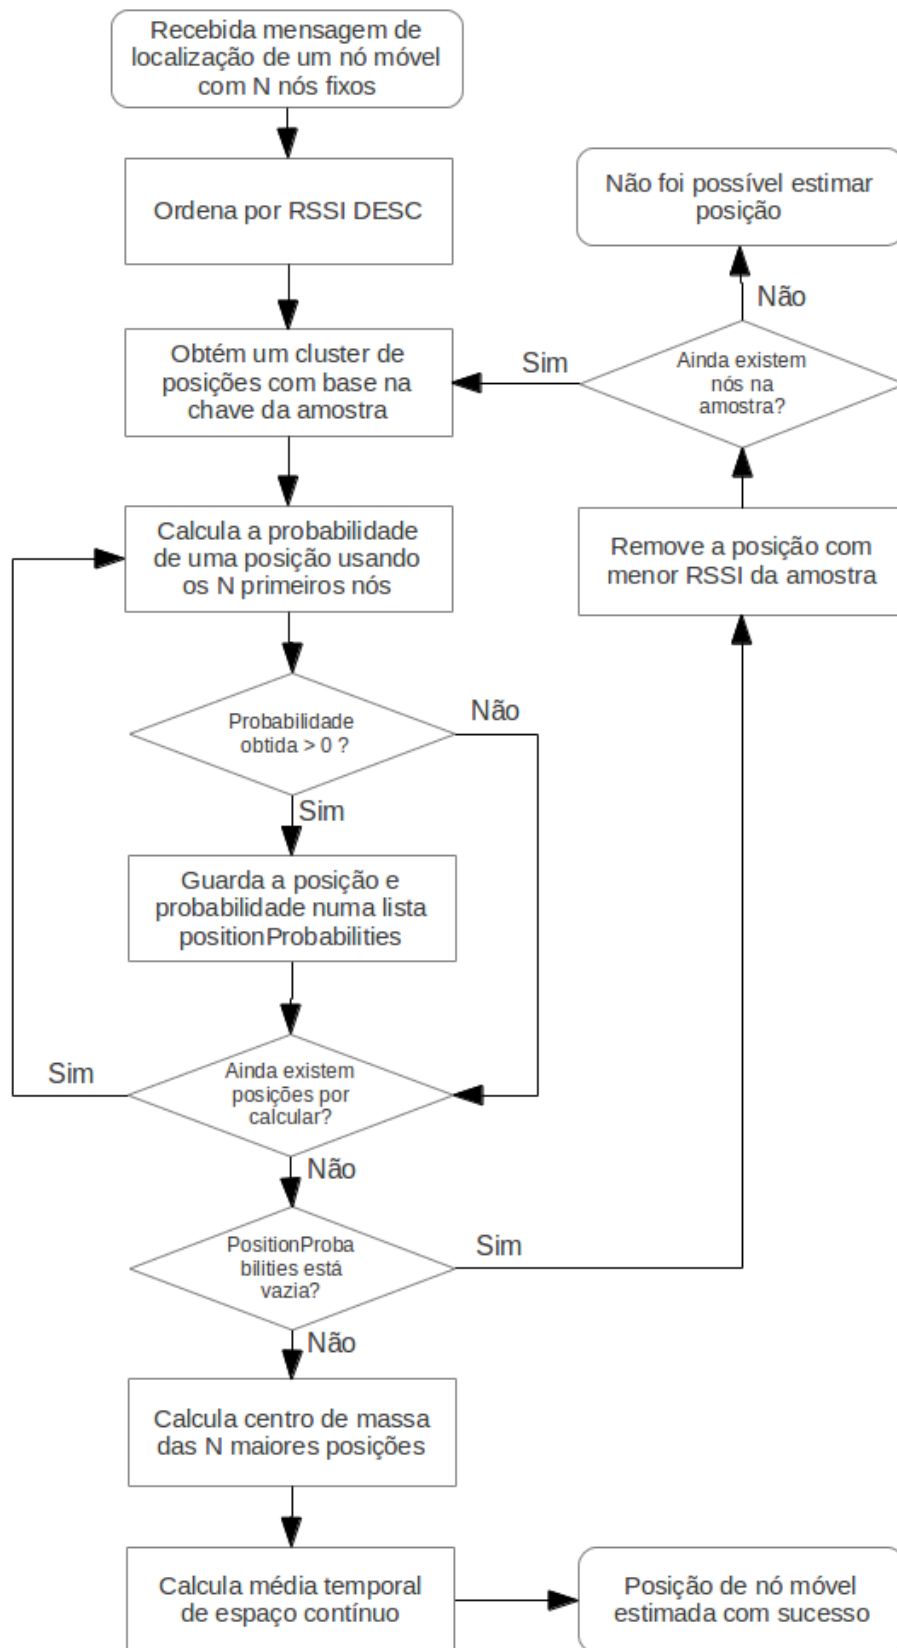 Recebida mensagem de
localização de um nó móvel
com N nós fixos
Ordena por RSSI DESC
Não foi possível estimar
posição
Não
Obtém um cluster de
posições com base na
chave da amostra
Sim
Ainda existem
nós na
amostra?
Calcula a probabilidade
de uma posição usando
os N primeiros nós
Remove a posição com
menor RSSI da amostra
Probabilidade
obtida > 0 ?
Não
Sim
Guarda a posição e
probabilidade numa lista
positionProbabilities
Sim
Ainda existem
posições por
calcular?
Não
PositionProba
bilities está
vazia?
Sim
Não
Calcula centro de massa
das N maiores posições
Calcula média temporal
de espaço contínuo
Posição de nó móvel
estimada com sucesso